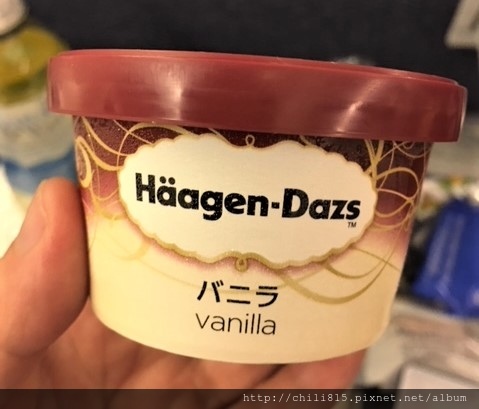 Häagen-Dazs
TM
バニラ
vanilla
http://chili815.pixnet.net/album